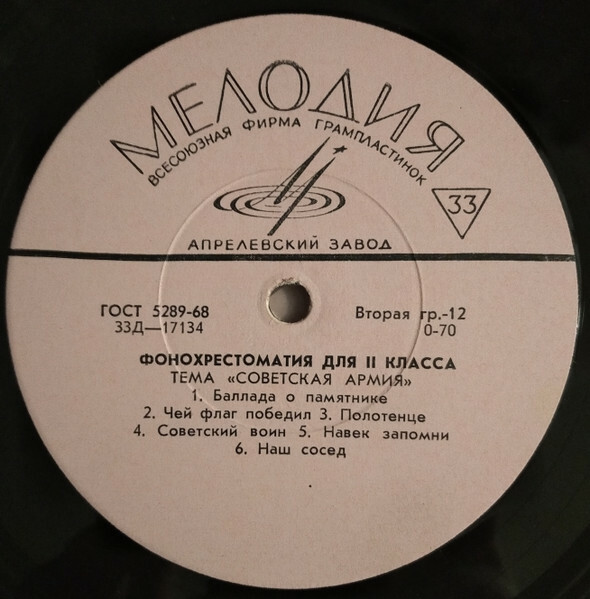 МЕЛОДИЯ
ВСЕСОЮЗНАЯ ФИРМА ГРАМПЛАСТИНОК
33
АПРЕЛЕВСКИЙ ЗАВОД
ГОСТ 5289-68 Вторая гр.-12
33Д—17134 0-70
ФОНОХРЕСТОМАТИЯ ДЛЯ II КЛАССА
ТЕМА «СОВЕТСКАЯ АРМИЯ»
1. Баллада о памятнике
2. Чей флаг победил 3. Полотенце
4. Советский воин 5. Навек запомни
6. Наш сосед